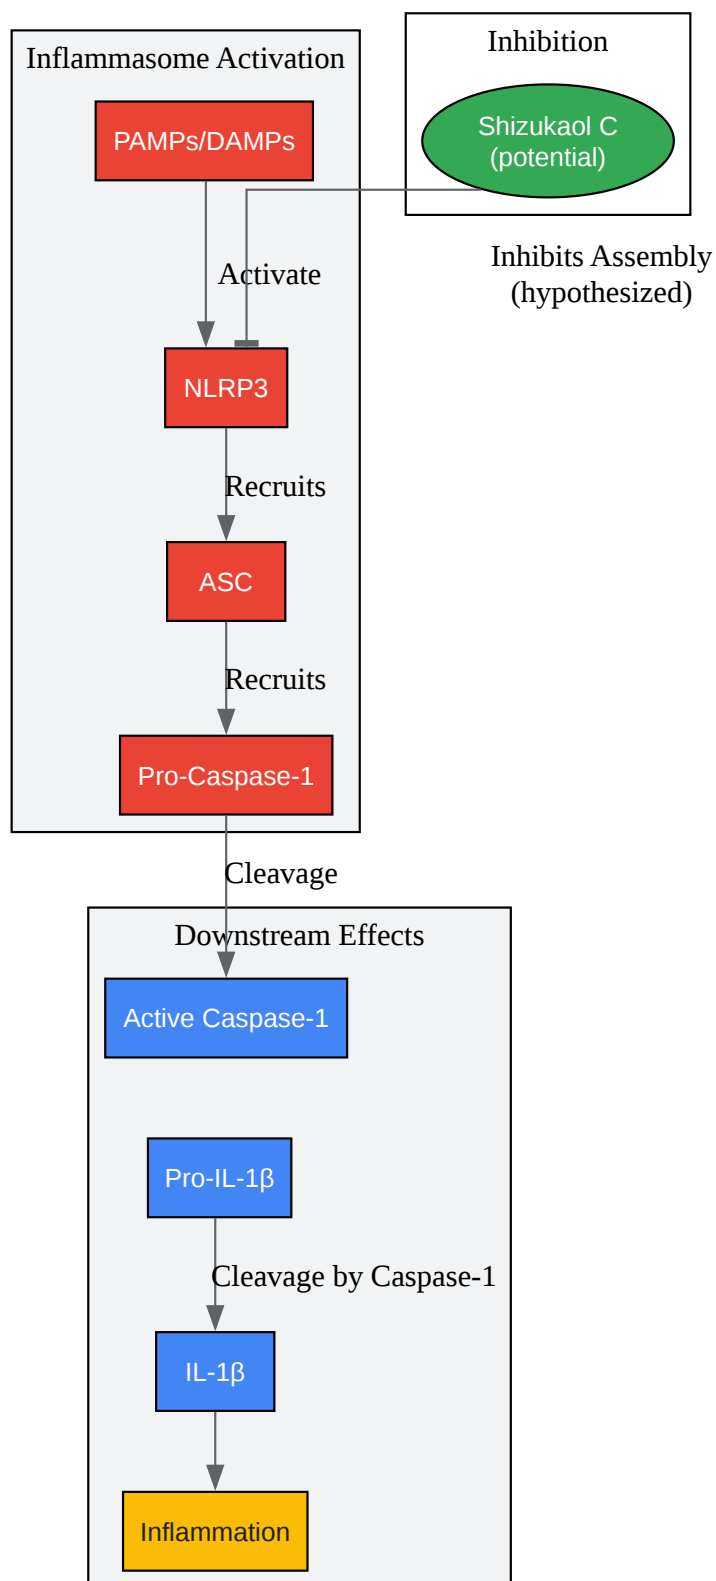 Inflammasome Activation
Inhibition
PAMPs/DAMPs
Shizukaol C
(potential)
Activate
Inhibits Assembly
(hypothesized)
NLRP3
Recruits
ASC
Recruits
Pro-Caspase-1
Cleavage
Downstream Effects
Active Caspase-1
Pro-IL-1β
Cleavage by Caspase-1
IL-1β
Inflammation